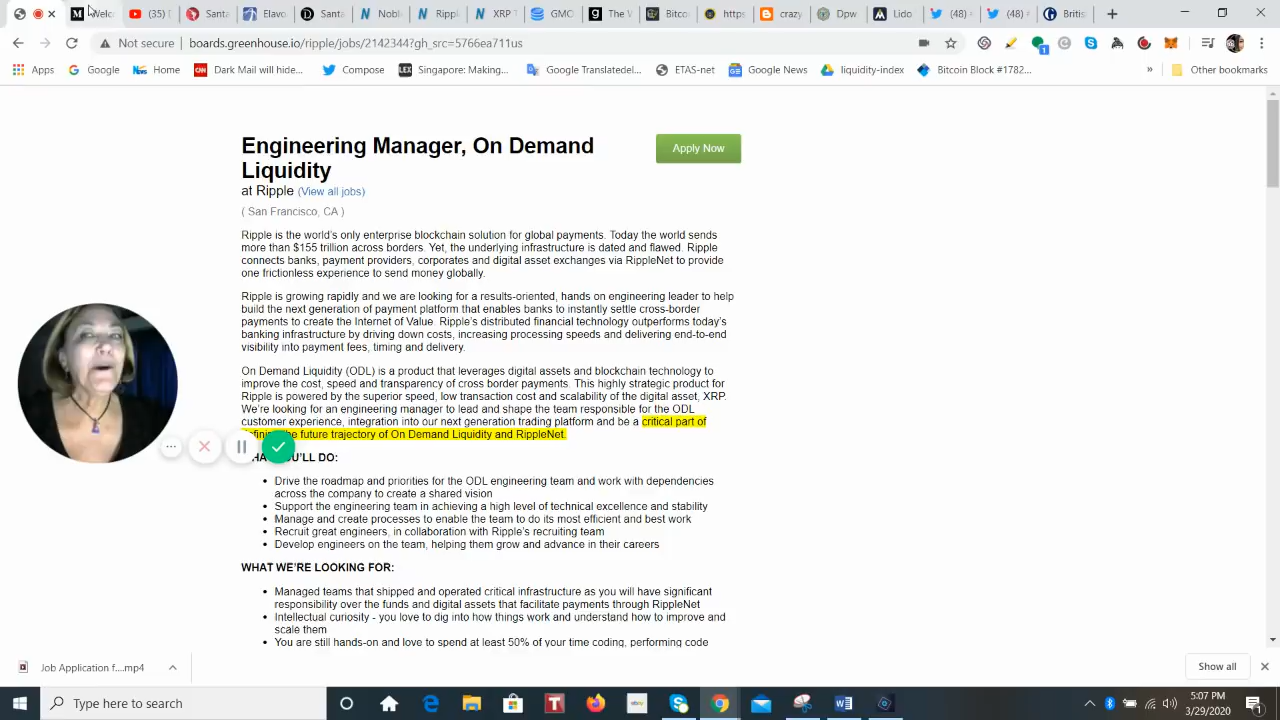 Welc
(35)
Santa
Elavo
Santa
Noble
Ripple
XRP T
GMC
The V
Bitco
https
crazy
Dpw
Lido
(48)
(48)
Britis
Not secure
boards.greenhouse.io/ripple/jobs/2142344?gh_src=5766ea711us
Apps
Google
Home
Dark Mail will hide...
Compose
Singapore-Making...
Google Translatedel...
ETAS-net
Google News
liquidity-index
Bitcoin Block #1782...
»
Other bookmarks
Engineering Manager, On Demand
Liquidity
Apply Now
at Ripple (View all jobs)
( San Francisco, CA )
Ripple is the world's only enterprise blockchain solution for global payments. Today the world sends
more than $155 trillion across borders. Yet, the underlying infrastructure is dated and flawed. Ripple
connects banks, payment providers, corporates and digital asset exchanges via RippleNet to provide
one frictionless experience to send money globally.
Ripple is growing rapidly and we are looking for a results-oriented, hands on engineering leader to help
build the next generation of payment platform that enables banks to instantly settle cross-border
payments to create the Internet of Value. Ripple's distributed financial technology outperforms today's
banking infrastructure by driving down costs, increasing processing speeds and delivering end-to-end
visibility into payment fees, timing and delivery.
On Demand Liquidity (ODL) is a product that leverages digital assets and blockchain technology to
improve the cost, speed and transparency of cross border payments. This highly strategic product for
Ripple is powered by the superior speed, low transaction cost and scalability of the digital asset, XRP.
We're looking for an engineering manager to lead and shape the team responsible for the ODL
customer experience, integration into our next generation trading platform and be a critical part of
the future trajectory of On Demand Liquidity and RippleNet.
YOU'LL DO:
• Drive the roadmap and priorities for the ODL engineering team and work with dependencies
across the company to create a shared vision
• Support the engineering team in achieving a high level of technical excellence and stability
• Manage and create processes to enable the team to do its most efficient and best work
• Recruit great engineers, in collaboration with Ripple's recruiting team
• Develop engineers on the team, helping them grow and advance in their careers
WHAT WE'RE LOOKING FOR:
• Managed teams that shipped and operated critical infrastructure as you will have significant
responsibility over the funds and digital assets that facilitate payments through RippleNet
• Intellectual curiosity - you love to dig into how things work and understand how to improve and
scale them
• You are still hands-on and love to spend at least 50% of your time coding, performing code
Job Application f....mp4
Show all
Type here to search
5:07 PM
3/29/2020